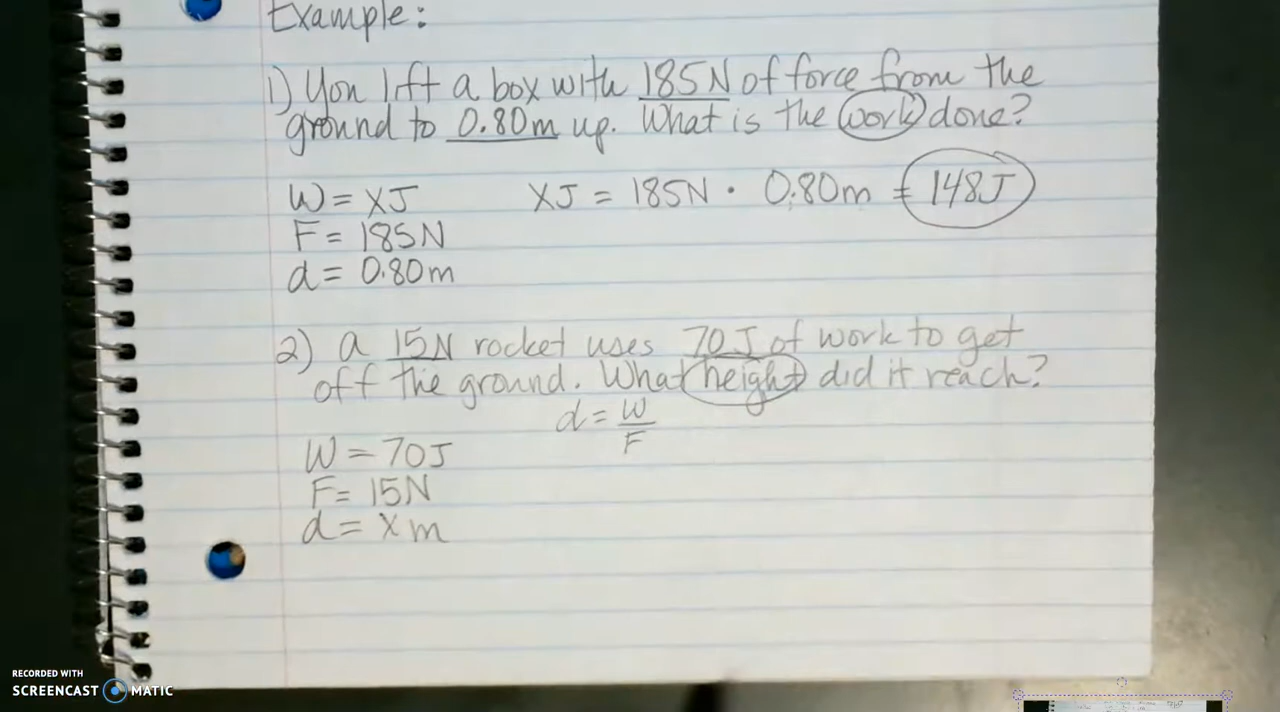 Example:
1) You lift a box with 185N of force from the
ground to 0.80m up. What is the work done?
W = XJ
XJ = 185N · 0.80m = 148J
F = 185N
d = 0.80m
2) a 15N rocket uses 70J of work to get
off the ground. What height did it reach?
d = W
F
W = 70J
F = 15N
d = X m
RECORDED WITH
SCREENCAST MATIC